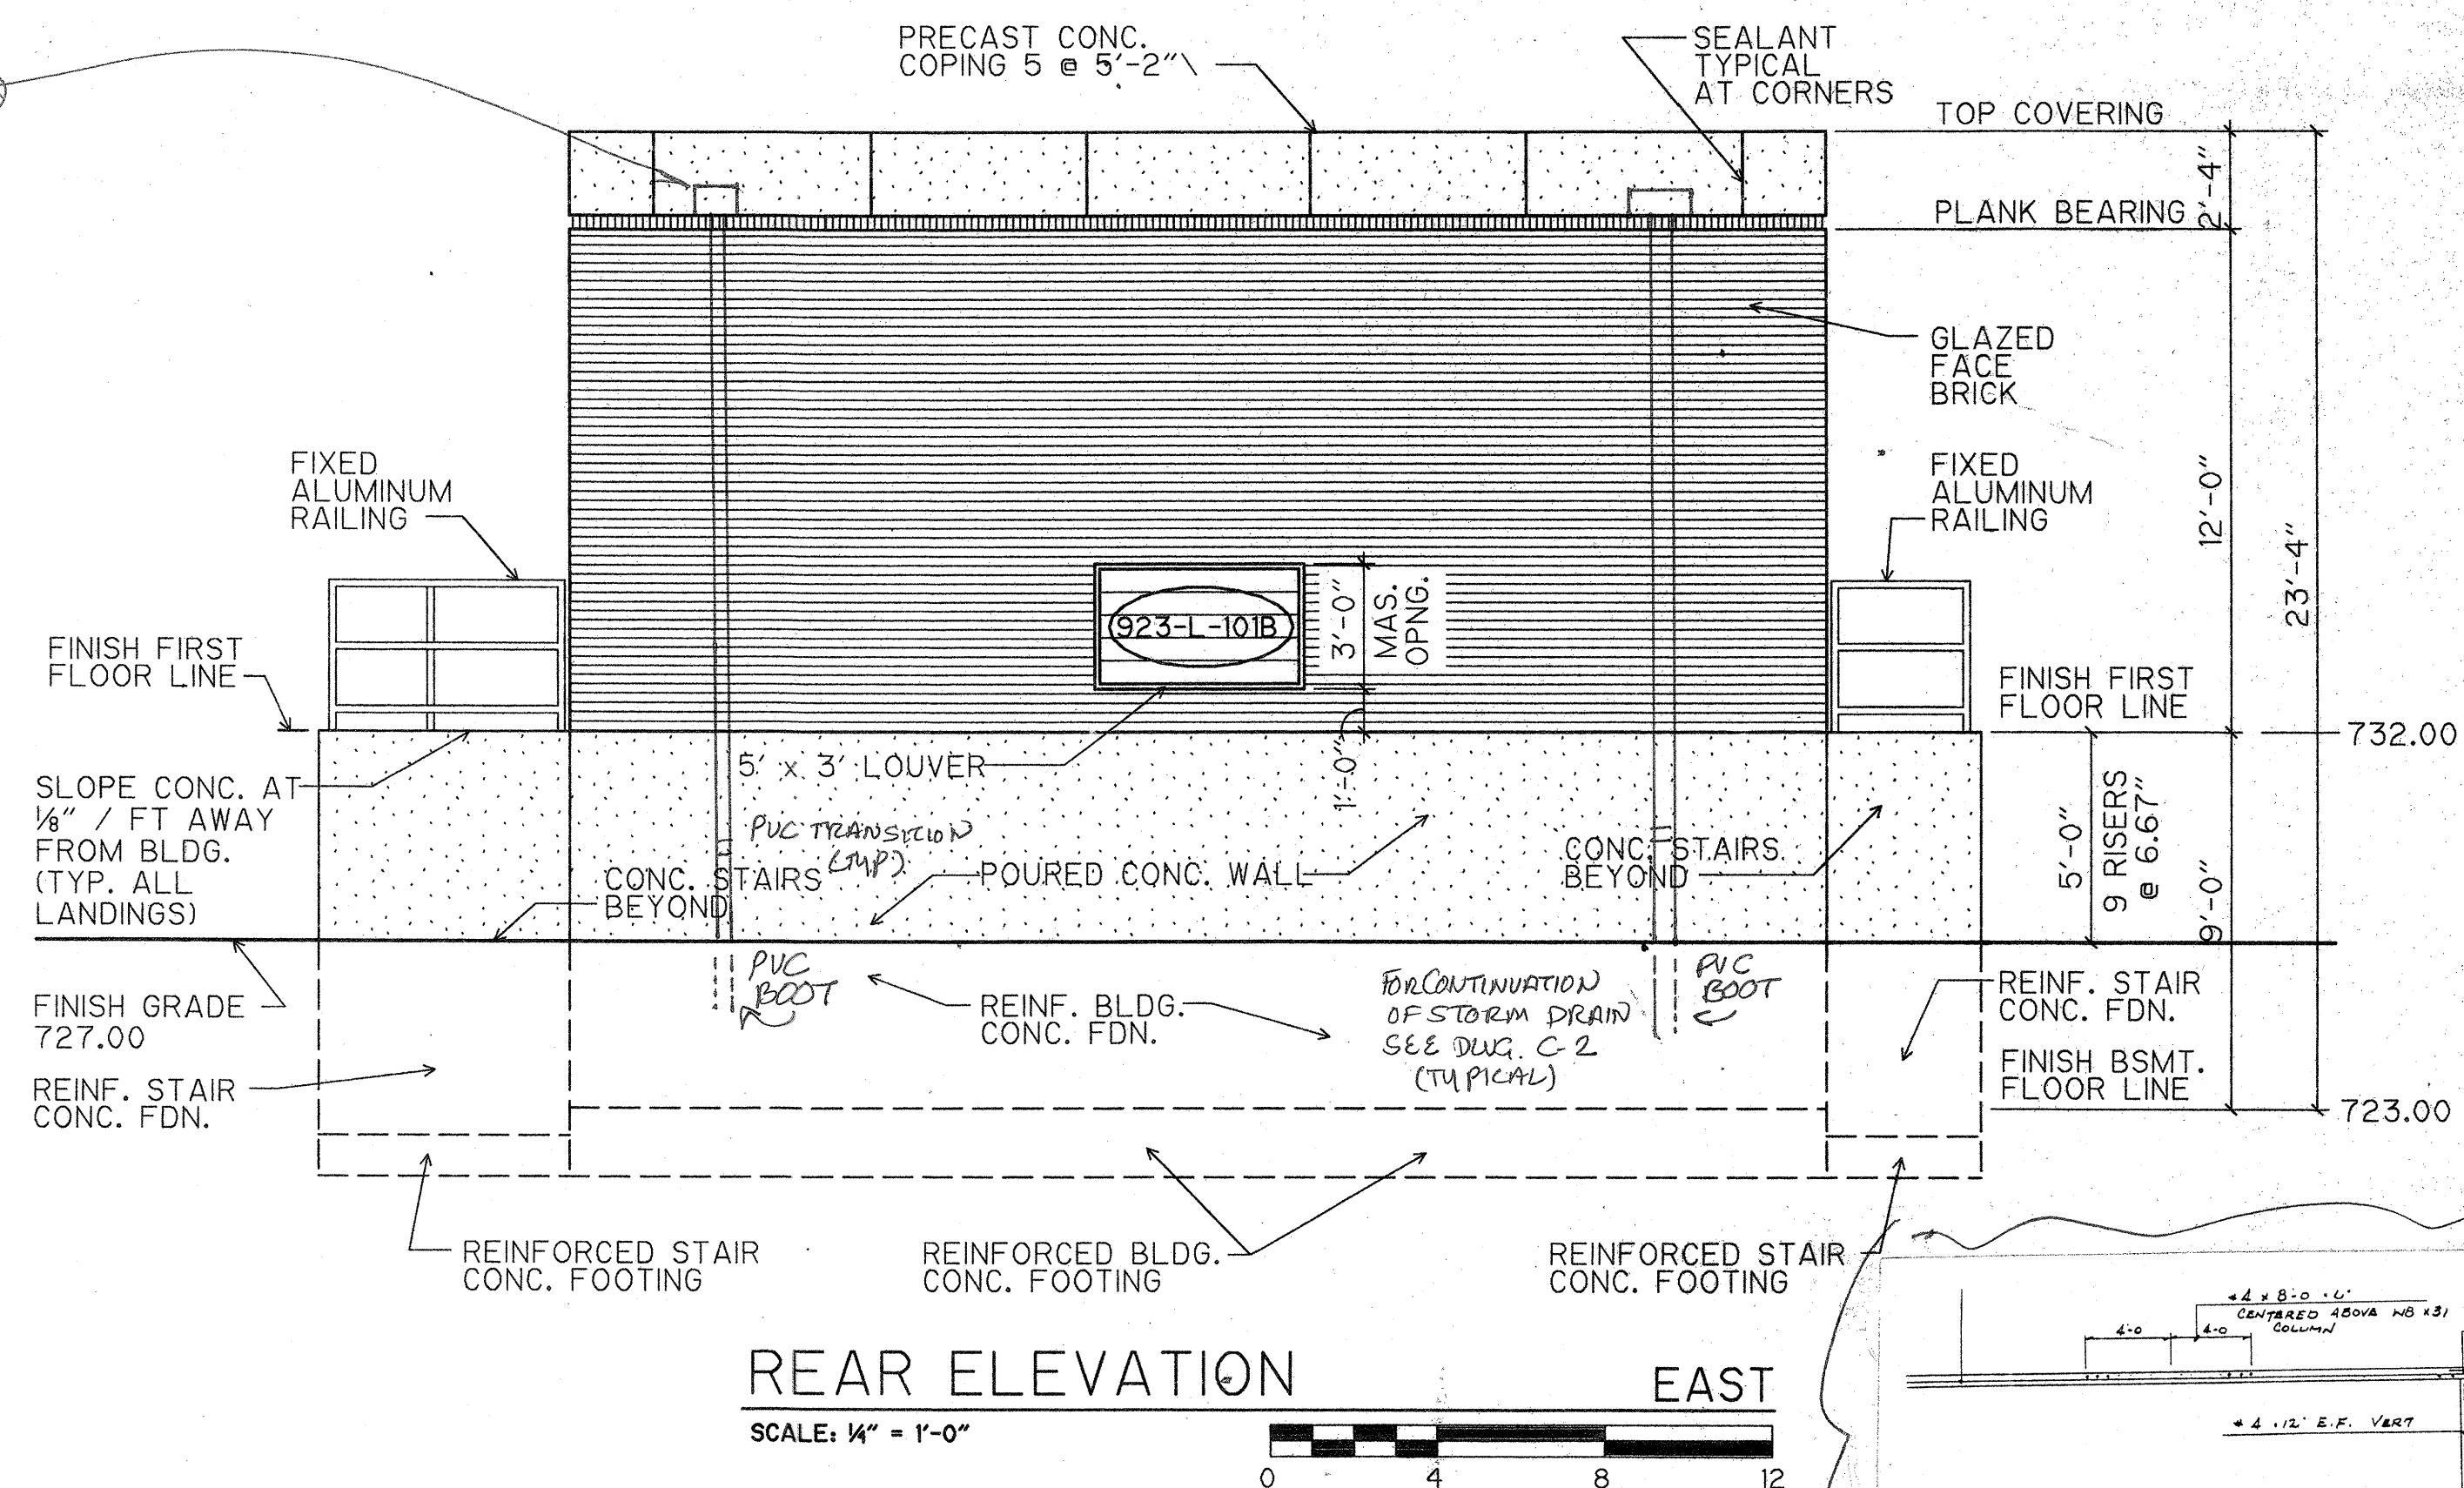 PRECAST CONC.
COPING 5 @ 5'-2"\
SEALANT
TYPICAL
AT CORNERS
TOP COVERING
2'-4"
PLANK BEARING
GLAZED
FACE
BRICK
FIXED
ALUMINUM
RAILING
FIXED
ALUMINUM
RAILING
12'-0"
23'-4"
923-L-101B
3'-0"
MAS.
OPNG.
FINISH FIRST
FLOOR LINE
FINISH FIRST
FLOOR LINE
732.00
5' x 3' LOUVER
1'-0"
SLOPE CONC. AT
⅛" / FT AWAY
FROM BLDG.
(TYP. ALL
LANDINGS)
PVC TRANSITION
(TYP).
CONC. STAIRS
BEYOND
POURED CONC. WALL
CONC. STAIRS
BEYOND
5'-0"
9 RISERS
@ 6.67"
9'-0"
FINISH GRADE
727.00
PVC
BOOT
REINF. BLDG.
CONC. FDN.
FOR CONTINUATION
OF STORM DRAIN
SEE DWG. C-2
(TYPICAL)
PVC
BOOT
REINF. STAIR
CONC. FDN.
REINF. STAIR
CONC. FDN.
FINISH BSMT.
FLOOR LINE
723.00
REINFORCED STAIR
CONC. FOOTING
REINFORCED BLDG.
CONC. FOOTING
REINFORCED STAIR
CONC. FOOTING
REAR ELEVATION
EAST
SCALE: ¼" = 1'-0"
0 4 8 12
CENTERED ABOVE W8 x31
COLUMN
4-0 4-0
E.F. VERT